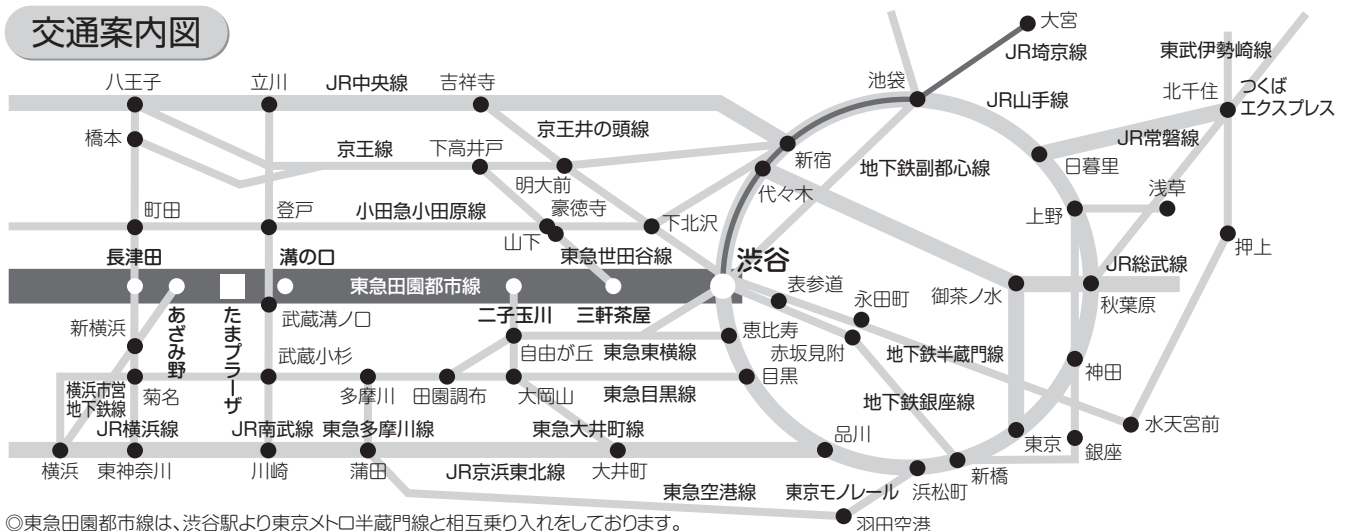 交通案内図
大宮
JR埼京線
東武伊勢崎線
八王子
立川
JR中央線
吉祥寺
池袋
JR山手線
北千住
つくば
エクスプレス
橋本
京王井の頭線
JR常磐線
京王線
下高井戸
新宿
地下鉄副都心線
日暮里
明大前
代々木
浅草
町田
登戸
小田急小田原線
豪徳寺
下北沢
上野
山下
押上
長津田
溝の口
東急世田谷線
渋谷
JR総武線
東急田園都市線
表参道
永田町
御茶ノ水
秋葉原
新横浜
あざみ野
たまプラーザ
武蔵溝ノ口
二子玉川
三軒茶屋
恵比寿
赤坂見附
自由が丘
東急東横線
地下鉄半蔵門線
武蔵小杉
目黒
神田
横浜市営
地下鉄線
菊名
多摩川
田園調布
大岡山
東急目黒線
地下鉄銀座線
JR横浜線
JR南武線
東急多摩川線
東急大井町線
品川
水天宮前
東京
銀座
横浜
東神奈川
川崎
蒲田
JR京浜東北線
大井町
新橋
東急空港線
東京モノレール
浜松町
羽田空港
◎東急田園都市線は、渋谷駅より東京メトロ半蔵門線と相互乗り入れをしております。